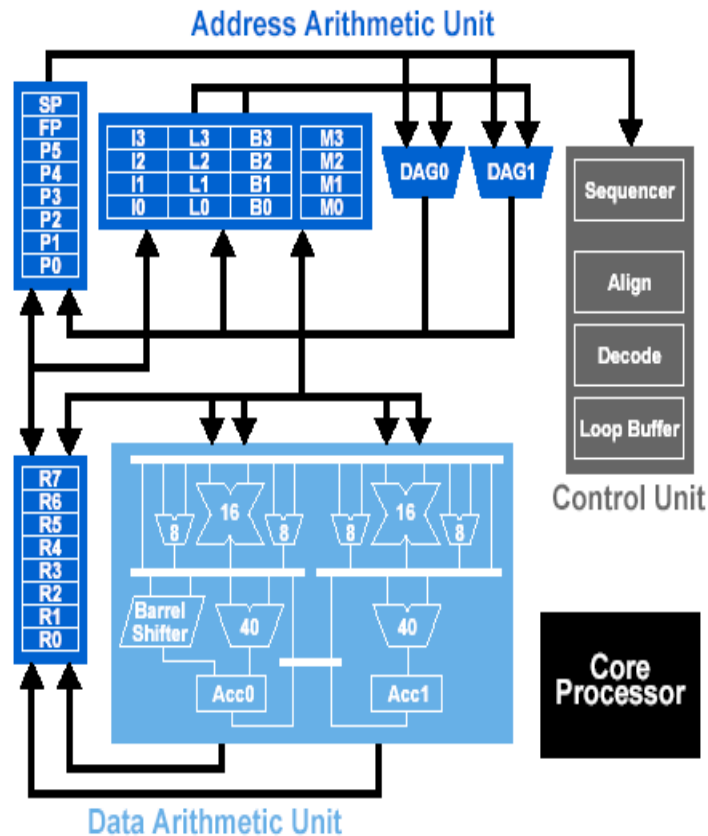 Address Arithmetic Unit
SP
FP
P5
P4
P3
P2
P1
P0
I3 L3 B3 M3
I2 L2 B2 M2
I1 L1 B1 M1
I0 L0 B0 M0
DAG0
DAG1
Sequencer
Align
Decode
Loop Buffer
Control Unit
R7
R6
R5
R4
R3
R2
R1
R0
8
16
8
8
16
8
Barrel
Shifter
40
40
Acc0
Acc1
Core
Processor
Data Arithmetic Unit